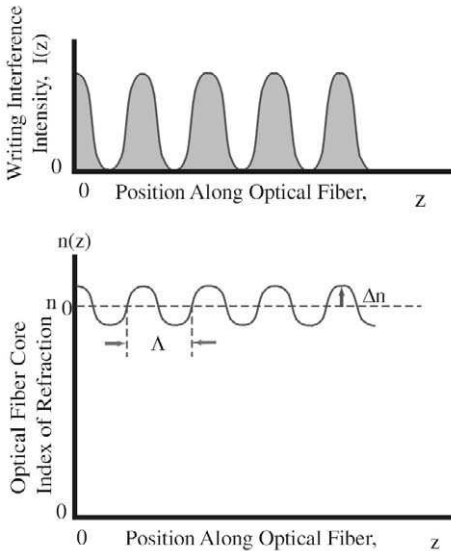 Writing Interference
Intensity, I(z)
0
0
Position Along Optical Fiber,
z
n(z)
n 0
Δn
Λ
Optical Fiber Core
Index of Refraction
0
0
Position Along Optical Fiber,
z